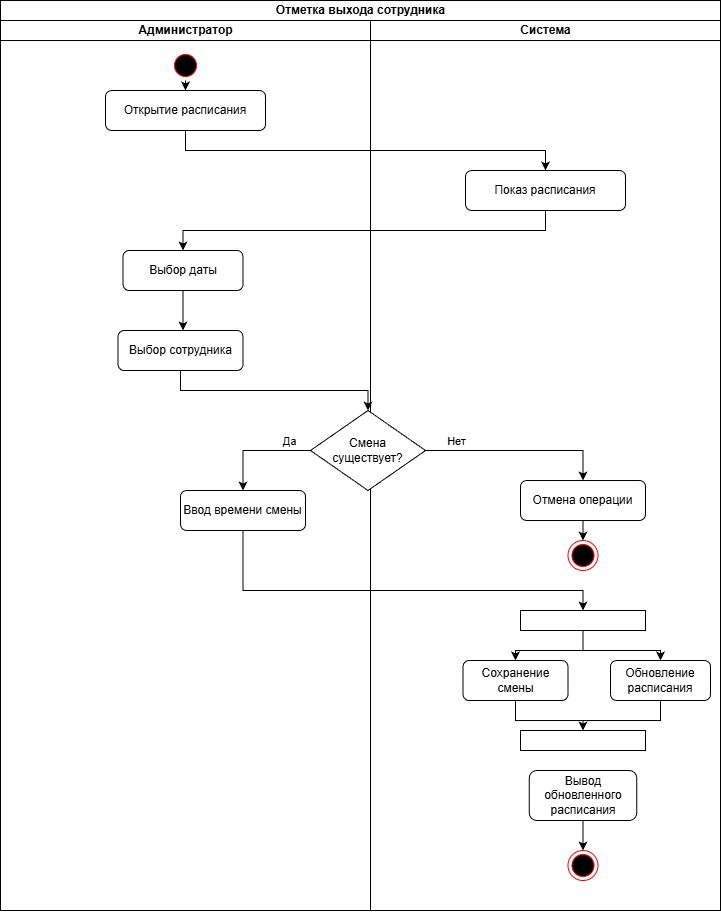 Отметка выхода сотрудника
Администратор
Система
Открытие расписания
Показ расписания
Выбор даты
Выбор сотрудника
Смена
существует?
Да
Нет
Ввод времени смены
Отмена операции
Сохранение
смены
Обновление
расписания
Вывод
обновленного
расписания